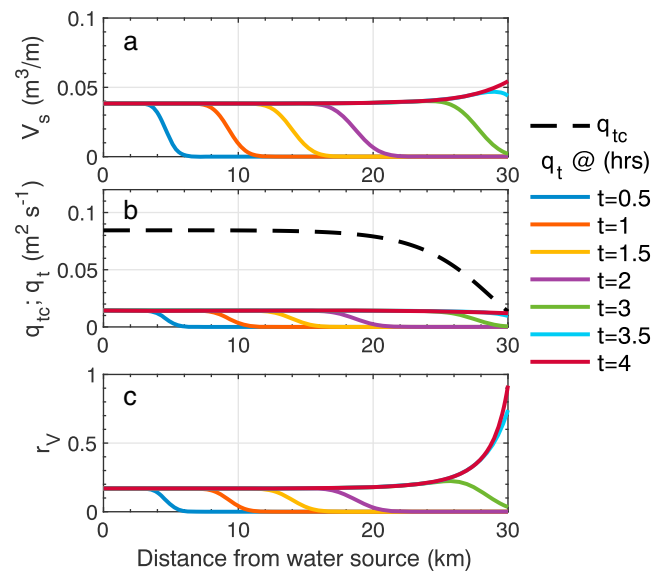 a
V_s (m³/m)
0.1
0.05
0
0
10
20
30
b
q_tc; q_t (m² s⁻¹)
0.1
0.05
0
0
10
20
30
c
r_V
1
0.5
0
0
10
20
30
Distance from water source (km)
q_tc
q_t @ (hrs)
t=0.5
t=1
t=1.5
t=2
t=3
t=3.5
t=4